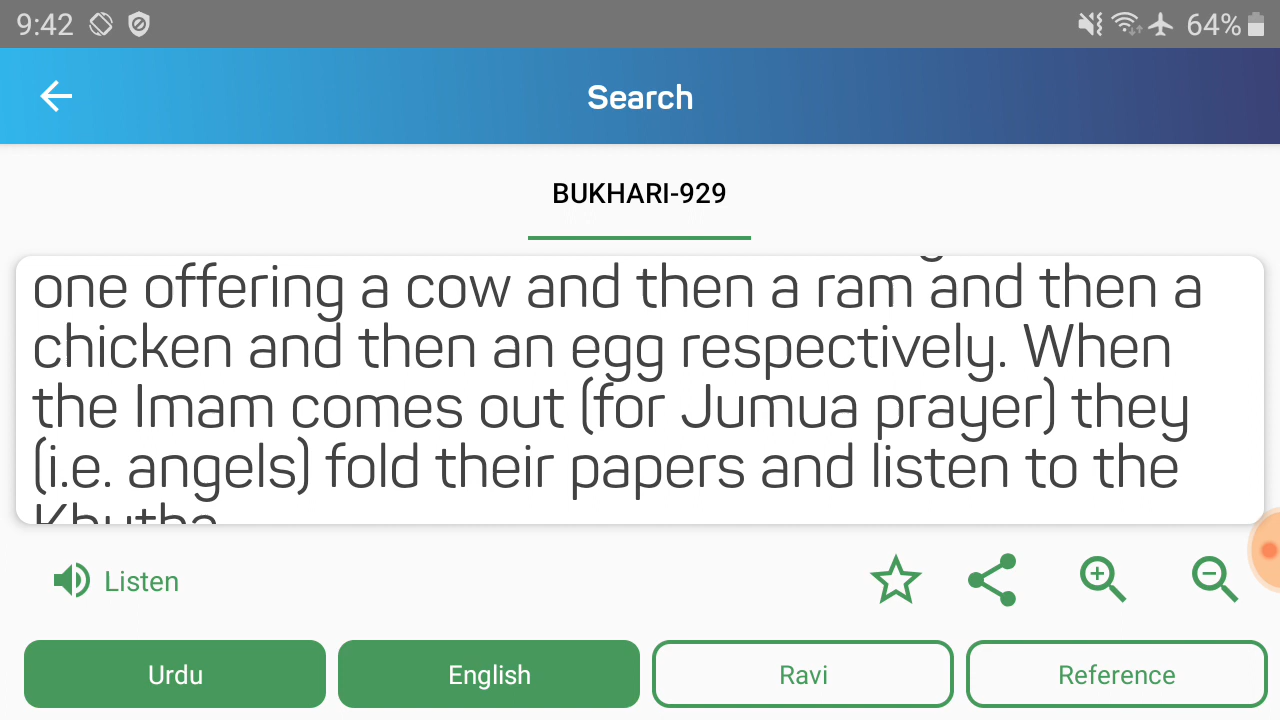 9:42
64%
Search
BUKHARI-929
one offering a cow and then a ram and then a
chicken and then an egg respectively. When
the Imam comes out (for Jumua prayer) they
(i.e. angels) fold their papers and listen to the
Khutba
Listen
Urdu English Ravi Reference